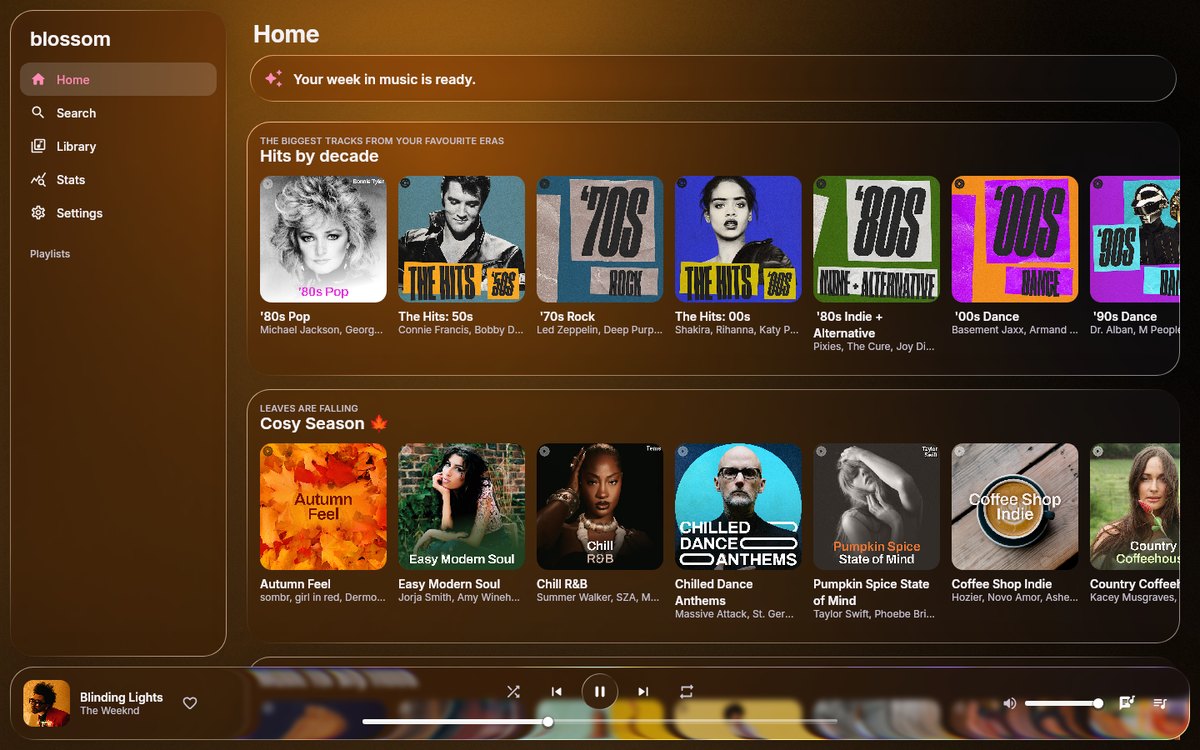 blossom
Home
Search
Library
Stats
Settings
Playlists
Home
Your week in music is ready.
THE BIGGEST TRACKS FROM YOUR FAVOURITE ERAS
Hits by decade
Bonnie Tyler
'80s Pop
THE HITS '50S
'70S
ROCK
THE HITS '00S
'80S
INDIE + ALTERNATIVE
'00S
DANCE
'90S
'80s Pop
Michael Jackson, Georg...
The Hits: 50s
Connie Francis, Bobby D...
'70s Rock
Led Zeppelin, Deep Purp...
The Hits: 00s
Shakira, Rihanna, Katy P...
'80s Indie +
Alternative
Pixies, The Cure, Joy Di...
'00s Dance
Basement Jaxx, Armand ...
'90s Dance
Dr. Alban, M People
LEAVES ARE FALLING
Cosy Season 🍁
Autumn
Feel
Easy Modern Soul
Tems
Chill
R&B
CHILLED
DANCE
ANTHEMS
Taylor
Swift
Pumpkin Spice
State of Mind
Coffee Shop
Indie
Country
Coffeehous
Autumn Feel
sombr, girl in red, Dermo...
Easy Modern Soul
Jorja Smith, Amy Wineh...
Chill R&B
Summer Walker, SZA, M...
Chilled Dance
Anthems
Massive Attack, St. Ger...
Pumpkin Spice State
of Mind
Taylor Swift, Phoebe Bri...
Coffee Shop Indie
Hozier, Novo Amor, Ashe...
Country Coffeeh
Kacey Musgraves,
Blinding Lights
The Weeknd